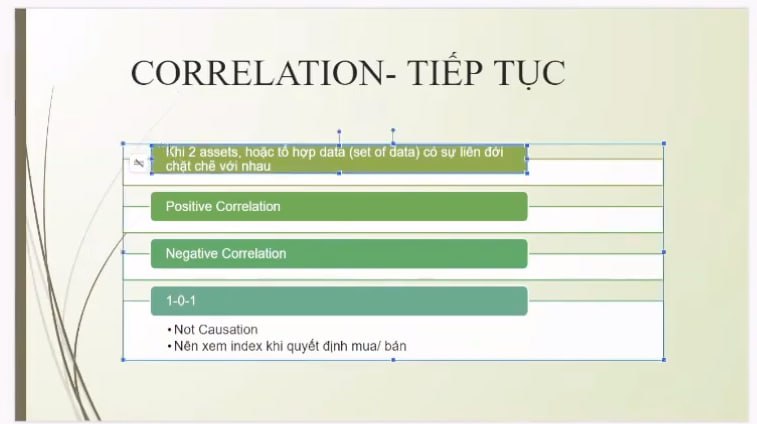 CORRELATION- TIẾP TỤC
Khi 2 assets, hoặc tổ hợp data (set of data) có sự liên đới
chặt chẽ với nhau
Positive Correlation
Negative Correlation
1-0-1
• Not Causation
• Nên xem index khi quyết định mua/ bán